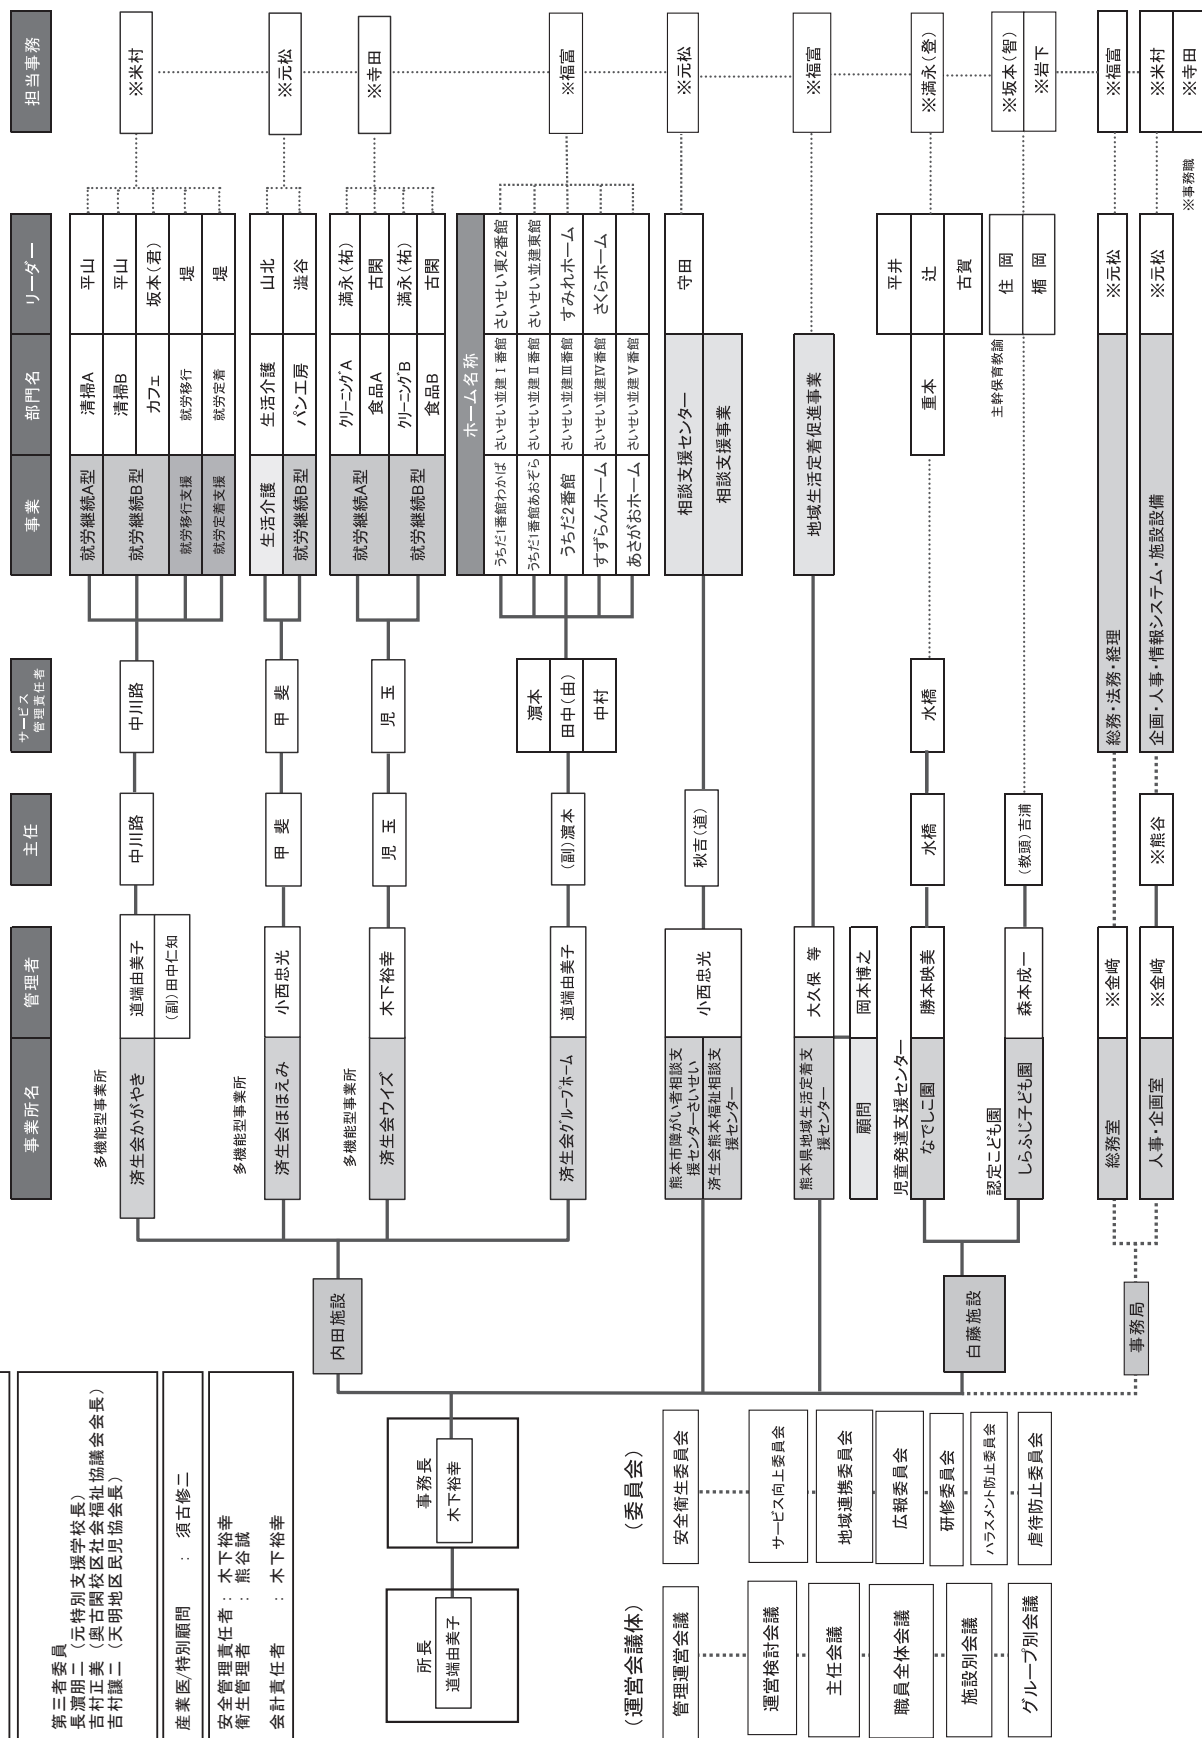 第三者委員
長濵朋二（元特別支援学校長）
吉村正美（奥古閑校区社会福祉協議会会長）
吉村讓二（天明地区民児協会長）
産業医/特別顧問 ： 須古修二
安全管理責任者： 木下裕幸
衛生管理者 ： 熊谷誠
会計責任者 ： 木下裕幸
所長
道端由美子
事務長
木下裕幸
（運営会議体）
管理運営会議
運営検討会議
主任会議
職員全体会議
施設別会議
グループ別会議
（委員会）
安全衛生委員会
サービス向上委員会
地域連携委員会
広報委員会
研修委員会
ハラスメント防止委員会
虐待防止委員会
内田施設
白藤施設
事務局
事業所名
管理者
主任
サービス
管理責任者
事業
部門名
リーダー
担当事務
多機能型事業所
済生会かがやき
道端由美子
（副）田中仁知
中川路
中川路
就労継続A型
清掃A
平山
就労継続B型
清掃B
平山
カフェ
坂本（君）
就労移行支援
就労移行
堤
就労定着支援
就労定着
堤
※米村
多機能型事業所
済生会ほほえみ
小西忠光
甲 斐
甲 斐
生活介護
生活介護
山北
就労継続B型
パン工房
澁谷
※元松
多機能型事業所
済生会ウイズ
木下裕幸
児 玉
児 玉
就労継続A型
クリーニングA
満永（祐）
食品A
古閑
就労継続B型
クリーニングB
満永（祐）
食品B
古閑
※寺田
済生会グループホーム
道端由美子
（副）濵本
濵本
田中（由）
中村
ホーム名称
うちだ1番館わかば
さいせい並建Ⅰ番館
さいせい東2番館
うちだ1番館あおぞら
さいせい並建Ⅱ番館
さいせい並建東館
うちだ2番館
さいせい並建Ⅲ番館
すみれホーム
すずらんホーム
さいせい並建Ⅳ番館
さくらホーム
あさがおホーム
さいせい並建Ⅴ番館
※福富
熊本市障がい者相談支
援センターさいせい
済生会熊本福祉相談支
援センター
小西忠光
秋吉（道）
相談支援センター
相談支援事業
守田
※元松
熊本県地域生活定着支
援センター
大久保 等
地域生活定着促進事業
※福富
顧問
岡本博之
児童発達支援センター
なでしこ園
勝本映美
水橋
水橋
重本
平井
辻
古賀
※満永（登）
認定こども園
しらふじ子ども園
森本成一
（教頭）吉浦
主幹保育教諭
住 岡
楯 岡
※坂本（智）
※岩下
総務室
※金﨑
総務・法務・経理
※元松
※福富
人事・企画室
※金﨑
※熊谷
企画・人事・情報システム・施設設備
※元松
※米村
※寺田
※事務職